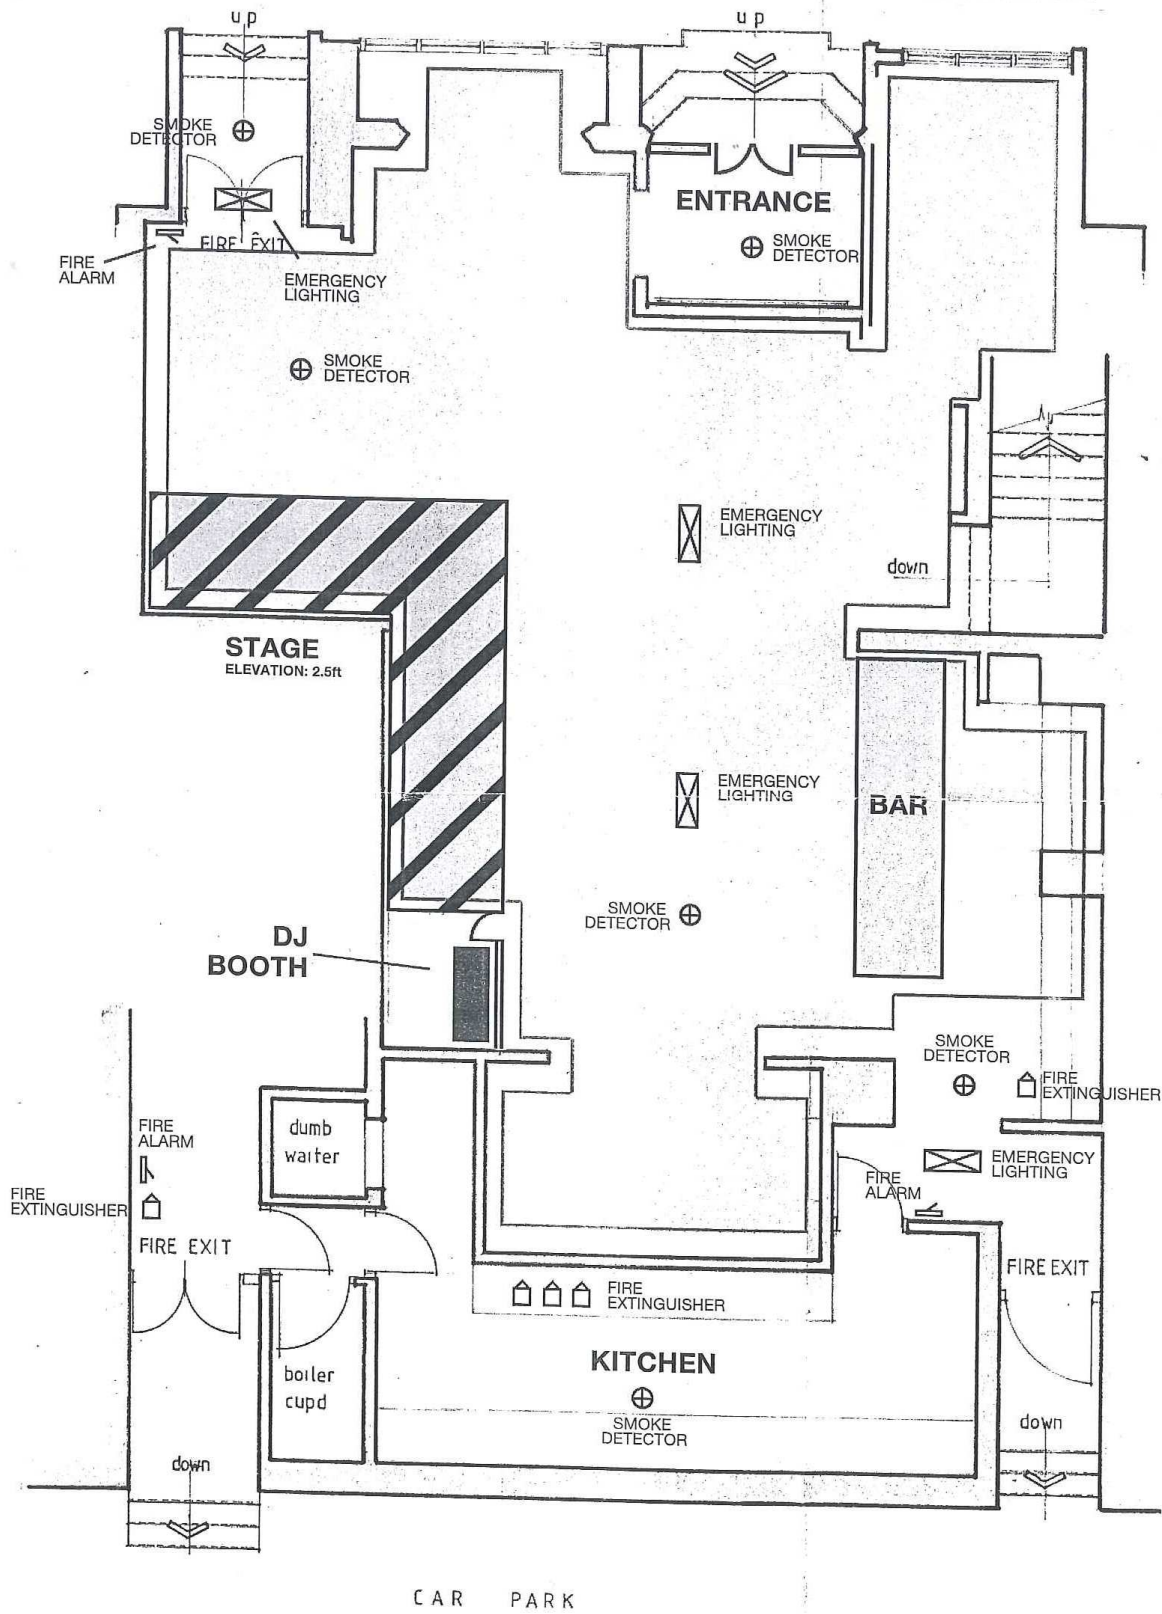 up
up
SMOKE
DETECTOR
ENTRANCE
SMOKE
DETECTOR
FIRE EXIT
FIRE
ALARM
EMERGENCY
LIGHTING
SMOKE
DETECTOR
EMERGENCY
LIGHTING
down
STAGE
ELEVATION: 2.5ft
EMERGENCY
LIGHTING
BAR
SMOKE
DETECTOR
DJ
BOOTH
SMOKE
DETECTOR
FIRE
EXTINGUISHER
FIRE
ALARM
dumb
waiter
EMERGENCY
LIGHTING
FIRE
ALARM
FIRE
EXTINGUISHER
FIRE EXIT
FIRE EXIT
FIRE
EXTINGUISHER
KITCHEN
boiler
cupd
SMOKE
DETECTOR
down
down
CAR PARK